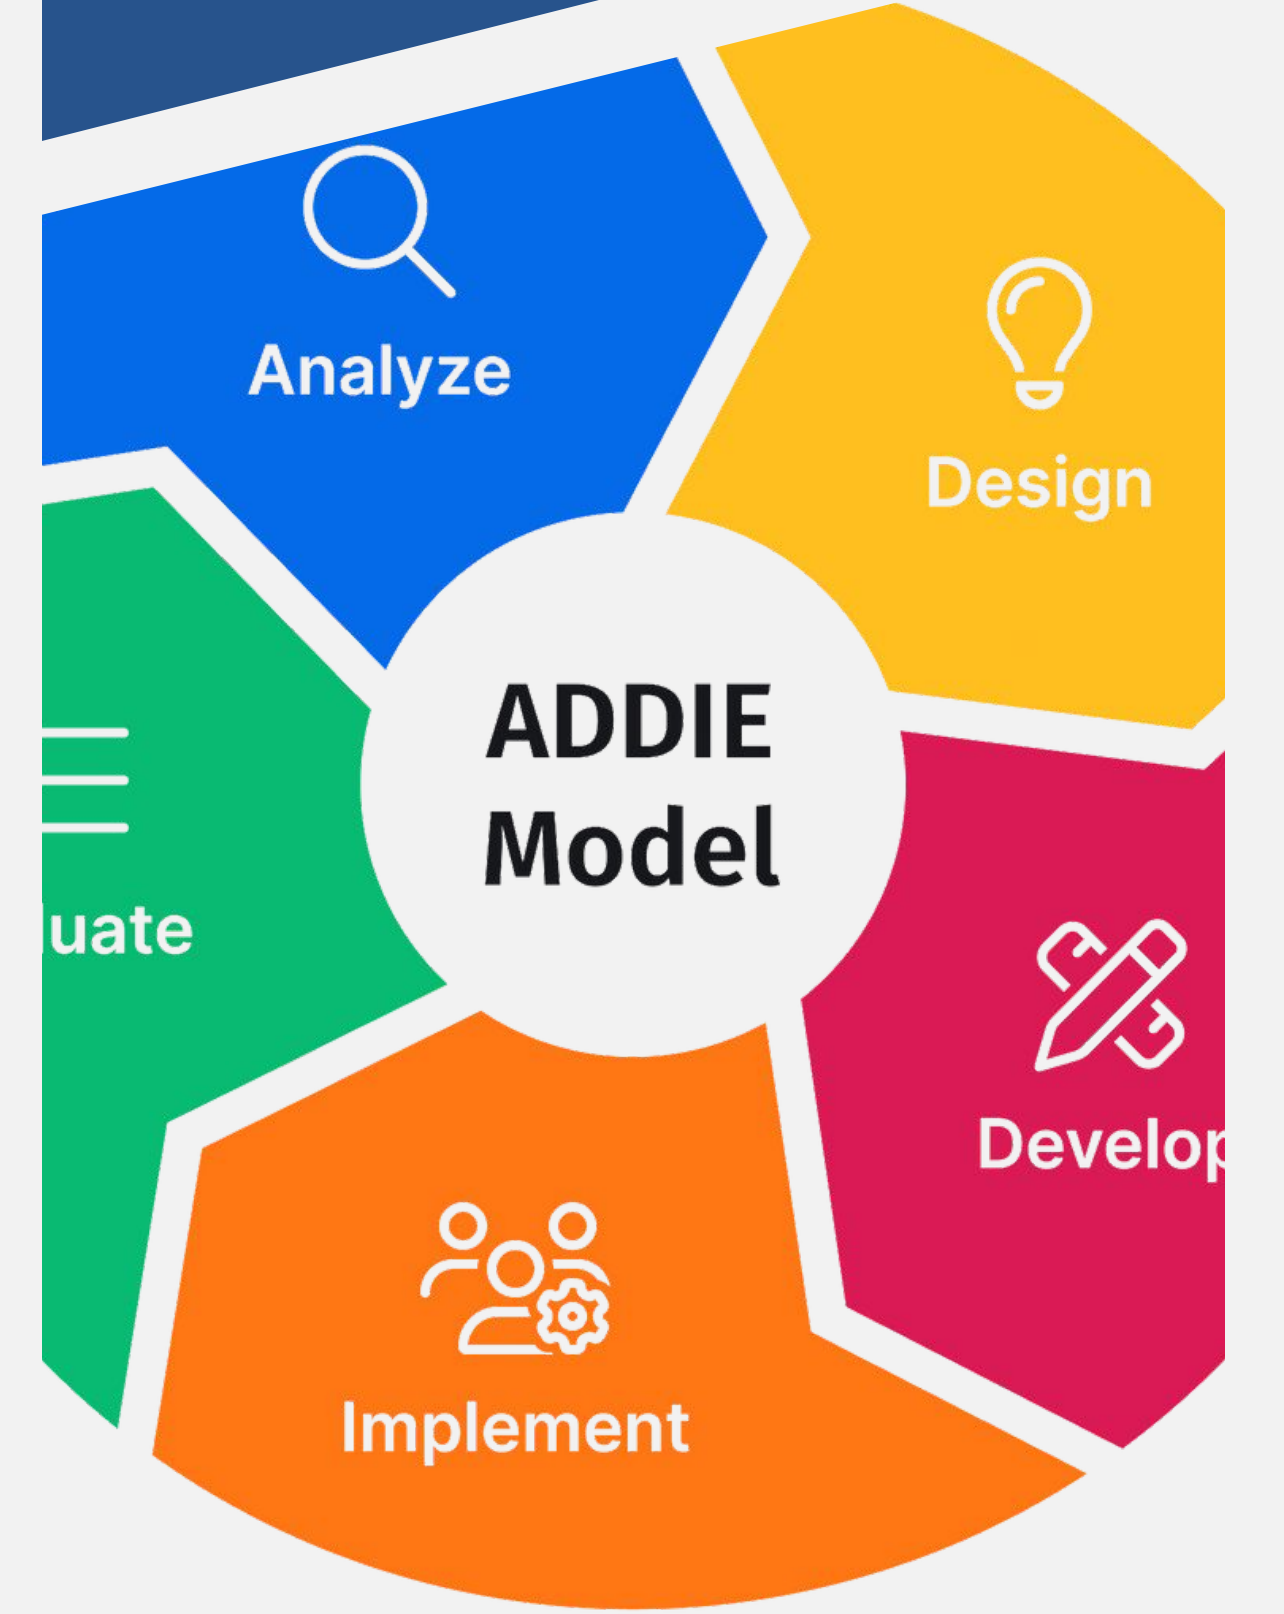 Analyze
Design
ADDIE
Model
Develop
Implement
luate